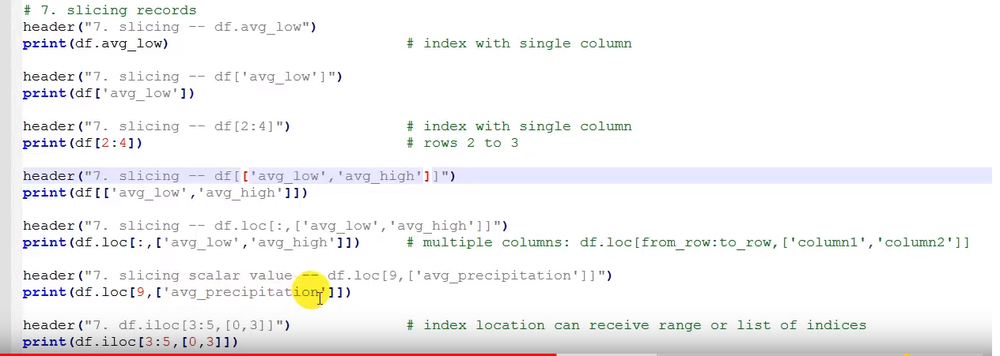 # 7. slicing records
header("7. slicing -- df.avg_low")
print(df.avg_low) # index with single column
header("7. slicing -- df['avg_low']")
print(df['avg_low'])
header("7. slicing -- df[2:4]") # index with single column
print(df[2:4]) # rows 2 to 3
header("7. slicing -- df[['avg_low','avg_high']]")
print(df[['avg_low','avg_high']])
header("7. slicing -- df.loc[:,['avg_low','avg_high']]")
print(df.loc[:,['avg_low','avg_high']]) # multiple columns: df.loc[from_row:to_row,['column1','column2']]
header("7. slicing scalar value -- df.loc[9,['avg_precipitation']]")
print(df.loc[9,['avg_precipitation']])
header("7. df.iloc[3:5,[0,3]]") # index location can receive range or list of indices
print(df.iloc[3:5,[0,3]])